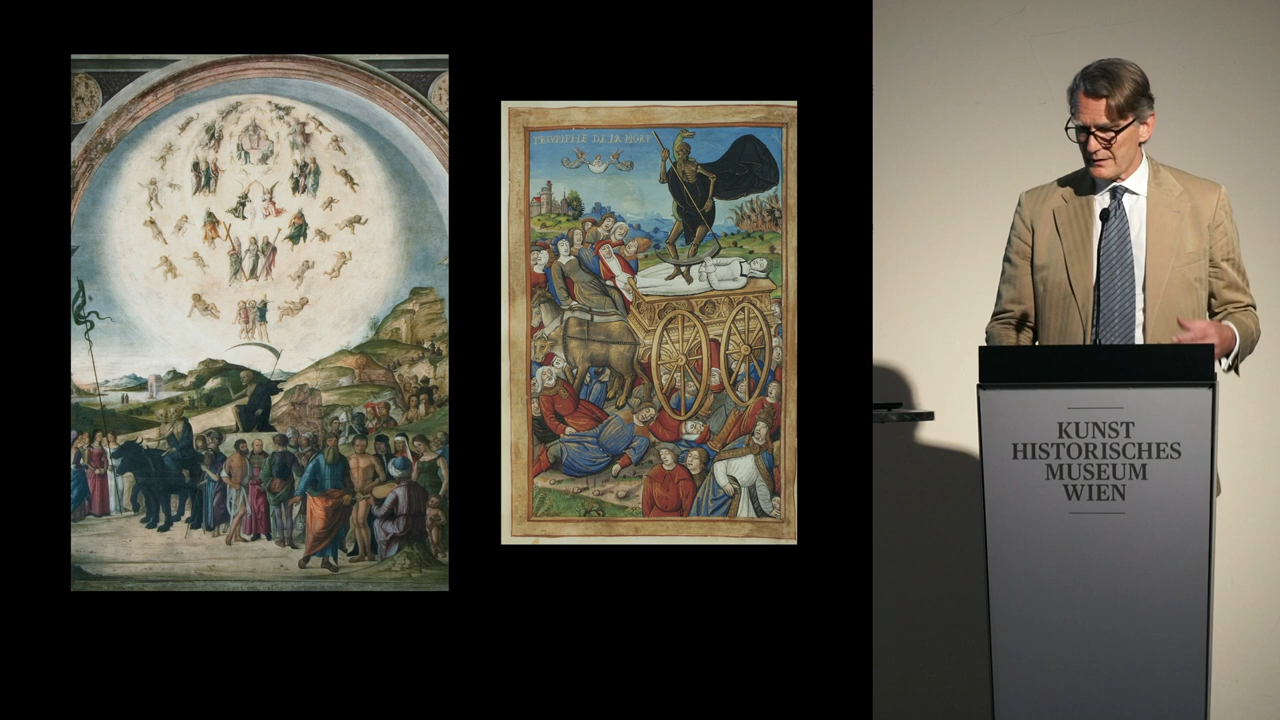 TRIVMPHE DE LA MORT
KUNST
HISTORISCHES
MUSEUM
WIEN